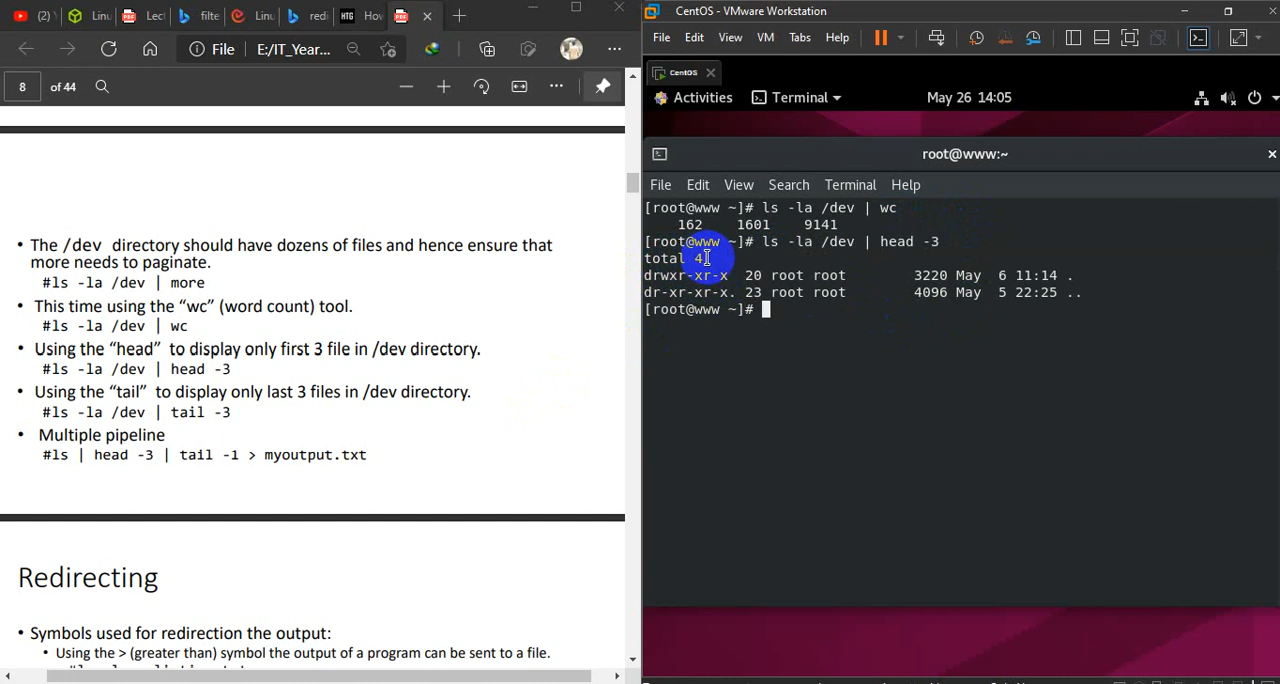 (2)
Linu
Lect
filte
Linu
redi
HTG
Hov
File
E:/IT_Year...
8
of 44
• The /dev directory should have dozens of files and hence ensure that
more needs to paginate.
#ls -la /dev | more
• This time using the “wc” (word count) tool.
#ls -la /dev | wc
• Using the “head” to display only first 3 file in /dev directory.
#ls -la /dev | head -3
• Using the “tail” to display only last 3 files in /dev directory.
#ls -la /dev | tail -3
• Multiple pipeline
#ls | head -3 | tail -1 > myoutput.txt
Redirecting
• Symbols used for redirection the output:
• Using the > (greater than) symbol the output of a program can be sent to a file.
CentOS - VMware Workstation
File Edit View VM Tabs Help
CentOS
Activities Terminal May 26 14:05
root@www:~
File Edit View Search Terminal Help
[root@www ~]# ls -la /dev | wc
162 1601 9141
[root@www ~]# ls -la /dev | head -3
total 4
drwxr-xr-x 20 root root 3220 May 6 11:14 .
dr-xr-xr-x. 23 root root 4096 May 5 22:25 ..
[root@www ~]#